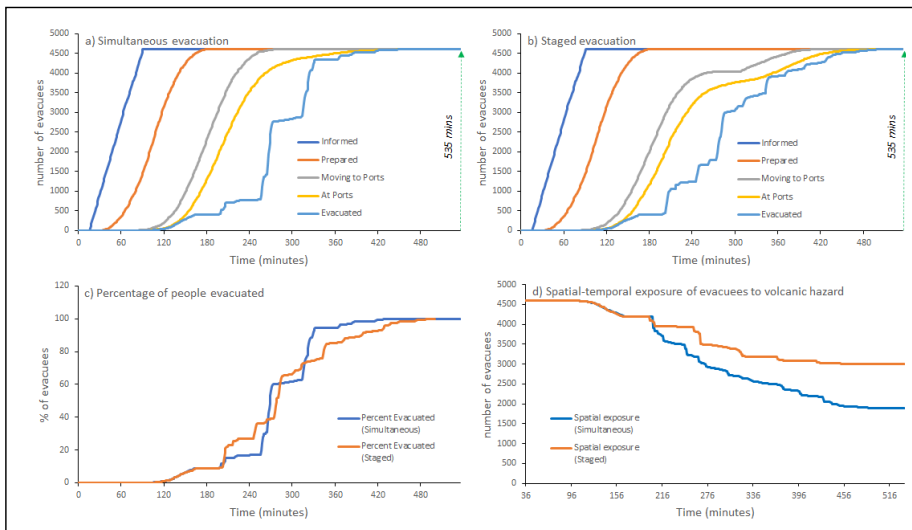 a) Simultaneous evacuation
number of evacuees
5000
4500
4000
3500
3000
2500
2000
1500
1000
500
0
0 60 120 180 240 300 360 420 480
Time (minutes)
Informed
Prepared
Moving to Ports
At Ports
Evacuated
535 mins
b) Staged evacuation
number of evacuees
5000
4500
4000
3500
3000
2500
2000
1500
1000
500
0
0 60 120 180 240 300 360 420 480
Time (minutes)
Informed
Prepared
Moving to Ports
At Ports
Evacuated
535 mins
c) Percentage of people evacuated
% of evacuees
120
100
80
60
40
20
0
0 60 120 180 240 300 360 420 480
Time (minutes)
Percent Evacuated
(Simultaneous)
Percent Evacuated
(Staged)
d) Spatial-temporal exposure of evacuees to volcanic hazard
number of evacuees
5000
4500
4000
3500
3000
2500
2000
1500
1000
500
0
36 96 156 216 276 336 396 456 516
Time (minutes)
Spatial exposure
(Simultaneous)
Spatial exposure
(Staged)